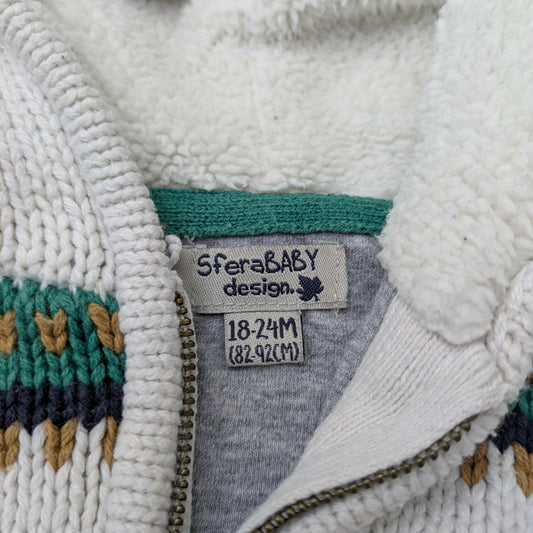 SferaBABY
design.
18-24M
(82-92CM)